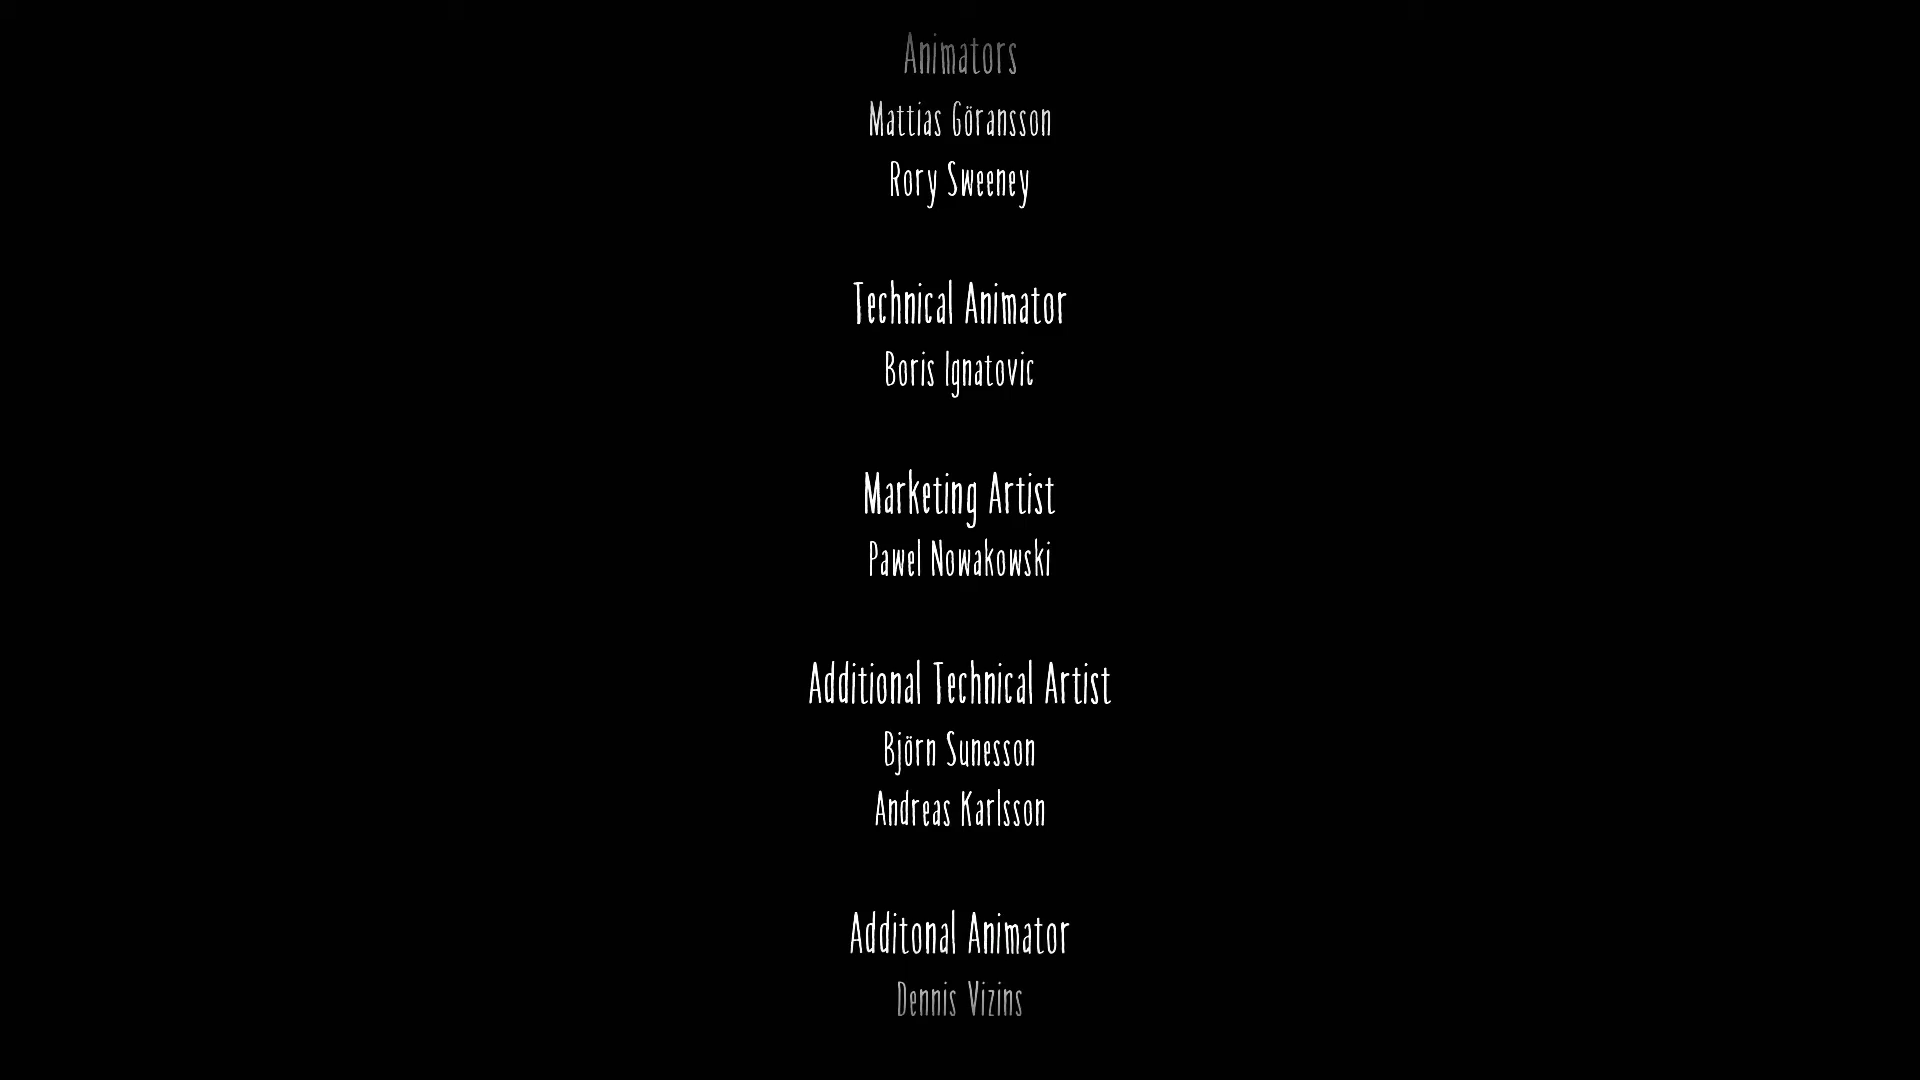 Animators
Mattias Göransson
Rory Sweeney
Technical Animator
Boris Ignatovic
Marketing Artist
Pawel Nowakowski
Additional Technical Artist
Björn Sunesson
Andreas Karlsson
Additonal Animator
Dennis Vizins